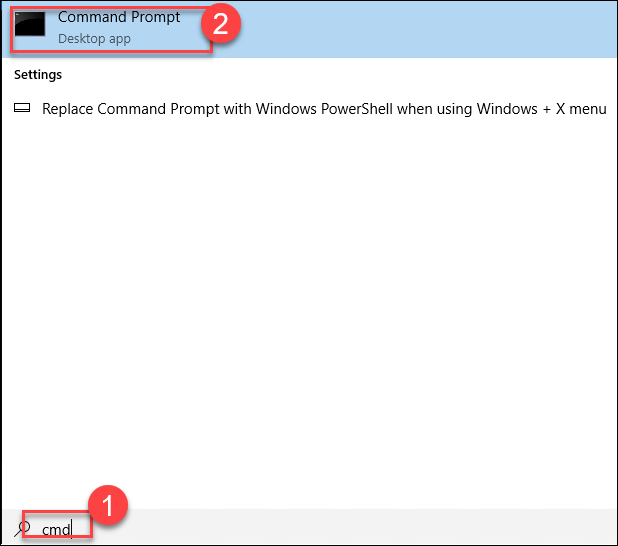 Command Prompt
2
Desktop app
Settings
Replace Command Prompt with Windows PowerShell when using Windows + X menu
1
cmd